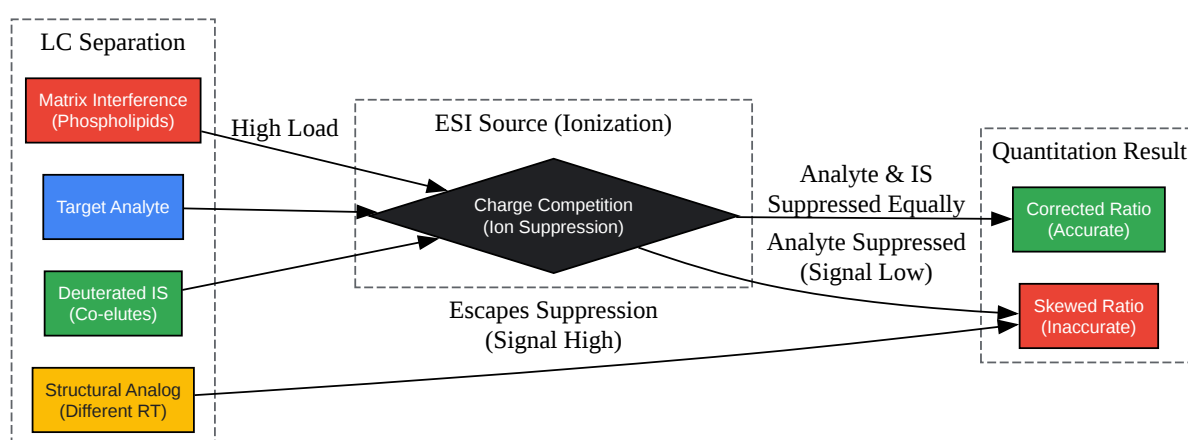 LC Separation
Matrix Interference
(Phospholipids)
High Load
Target Analyte
Deuterated IS
(Co-elutes)
Structural Analog
(Different RT)
ESI Source (Ionization)
Charge Competition
(Ion Suppression)
Escapes Suppression
(Signal High)
Analyte & IS
Suppressed Equally
Analyte Suppressed
(Signal Low)
Quantitation Result
Corrected Ratio
(Accurate)
Skewed Ratio
(Inaccurate)